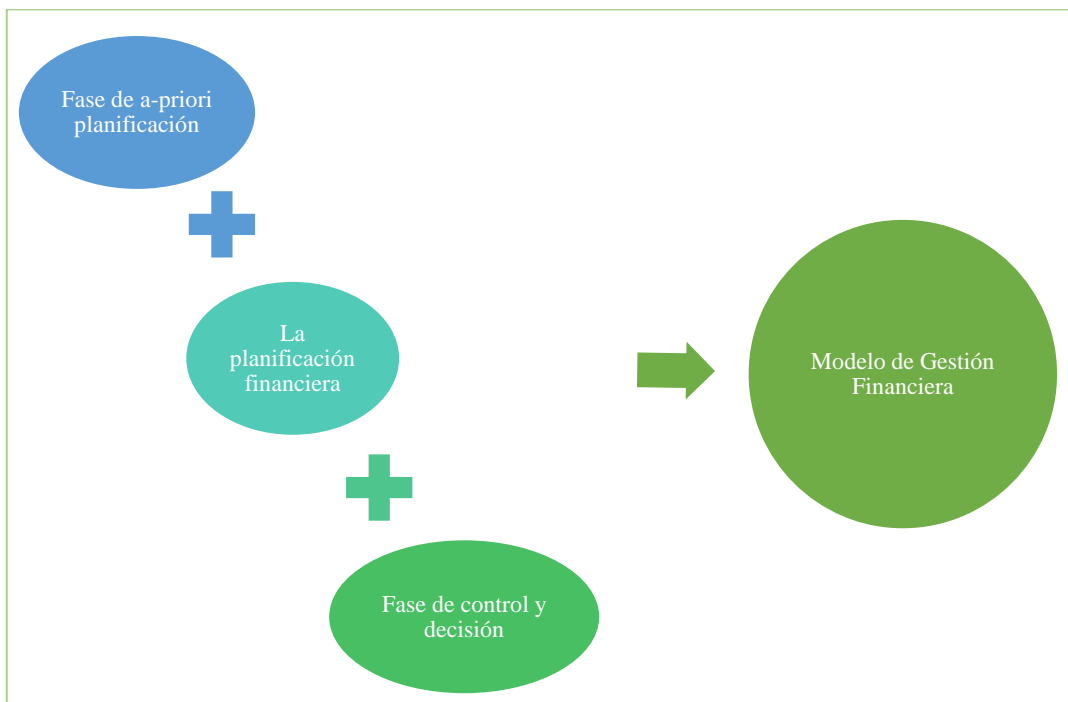 Fase de a-priori
planificación
La
planificación
financiera
Fase de control y
decisión
Modelo de Gestión
Financiera